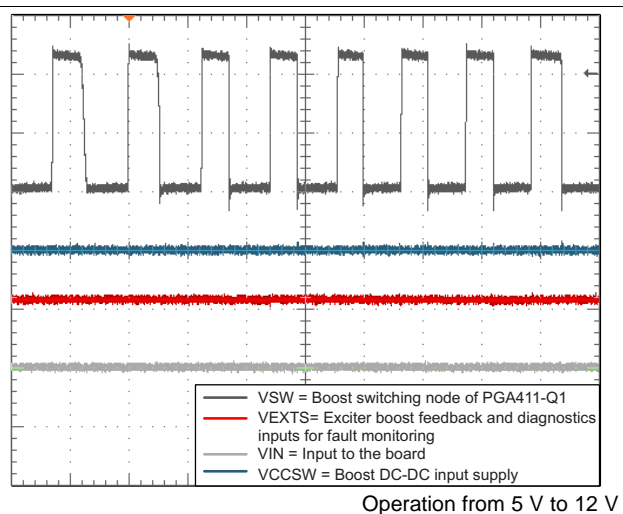 VSW = Boost switching node of PGA411-Q1
VEXTS= Exciter boost feedback and diagnostics
inputs for fault monitoring
VIN = Input to the board
VCCSW = Boost DC-DC input supply
Operation from 5 V to 12 V